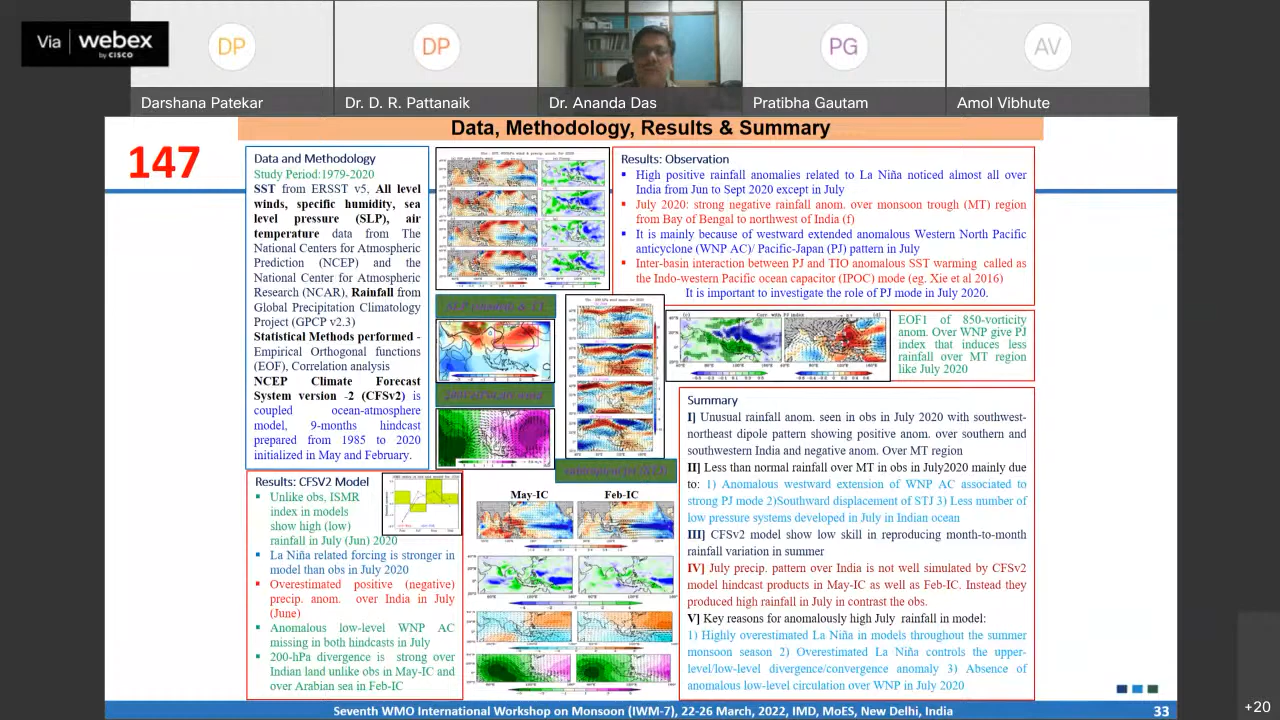 Via webex
by CISCO
DP
DP
PG
AV
Darshana Patekar
Dr. D. R. Pattanaik
Dr. Ananda Das
Pratibha Gautam
Amol Vibhute
Data, Methodology, Results & Summary
147
Data and Methodology
Study Period:1979-2020
SST from ERSST v5, All level
winds, specific humidity, sea
level pressure (SLP), air
temperature data from The
National Centers for Atmospheric
Prediction (NCEP) and the
National Center for Atmospheric
Research (NCAR), Rainfall from
Global Precipitation Climatology
Project (GPCP v2.3)
Statistical Methods performed -
Empirical Orthogonal functions
(EOF), Correlation analysis
NCEP Climate Forecast
System version -2 (CFSv2) is
coupled ocean-atmosphere
model, 9-months hindcast
prepared from 1985 to 2020
initialized in May and February.
Results: CFSV2 Model
Unlike obs, ISMR
index in models
show high (low)
rainfall in July (Jun) 2020
La Niña related forcing is stronger in
model than obs in July 2020
Overestimated positive (negative)
precip. anom. over India in July
(June)
Anomalous low-level WNP AC
missing in both hindcasts in July
200-hPa divergence is strong over
Indian land unlike obs in May-IC and
over Arabian sea in Feb-IC
May-IC
Feb-IC
Results: Observation
High positive rainfall anomalies related to La Niña noticed almost all over
India from Jun to Sept 2020 except in July
July 2020: strong negative rainfall anom. over monsoon trough (MT) region
from Bay of Bengal to northwest of India (f)
It is mainly because of westward extended anomalous Western North Pacific
anticyclone (WNP AC)/ Pacific-Japan (PJ) pattern in July
Inter-basin interaction between PJ and TIO anomalous SST warming called as
the Indo-western Pacific ocean capacitor (IPOC) mode (eg. Xie et al 2016)
It is important to investigate the role of PJ mode in July 2020.
Corr. with PJ index
EOF1 of 850-vorticity
anom. Over WNP give PJ
index that induces less
rainfall over MT region
like July 2020
Summary
I] Unusual rainfall anom. seen in obs in July 2020 with southwest-
northeast dipole pattern showing positive anom. over southern and
southwestern India and negative anom. Over MT region
II] Less than normal rainfall over MT in obs in July2020 mainly due
to: 1) Anomalous westward extension of WNP AC associated to
strong PJ mode 2)Southward displacement of STJ 3) Less number of
low pressure systems developed in July in Indian ocean
III] CFSv2 model show low skill in reproducing month-to-month
rainfall variation in summer
IV] July precip. pattern over India is not well simulated by CFSv2
model hindcast products in May-IC as well as Feb-IC. Instead they
produced high rainfall in July in contrast the obs.
V] Key reasons for anomalously high July rainfall in model:
1) Highly overestimated La Niña in models throughout the summer
monsoon season 2) Overestimated La Niña controls the upper-
level/low-level divergence/convergence anomaly 3) Absence of
anomalous low-level circulation over WNP in July 2020
Seventh WMO International Workshop on Monsoon (IWM-7), 22-26 March, 2022, IMD, MoES, New Delhi, India
33
+20